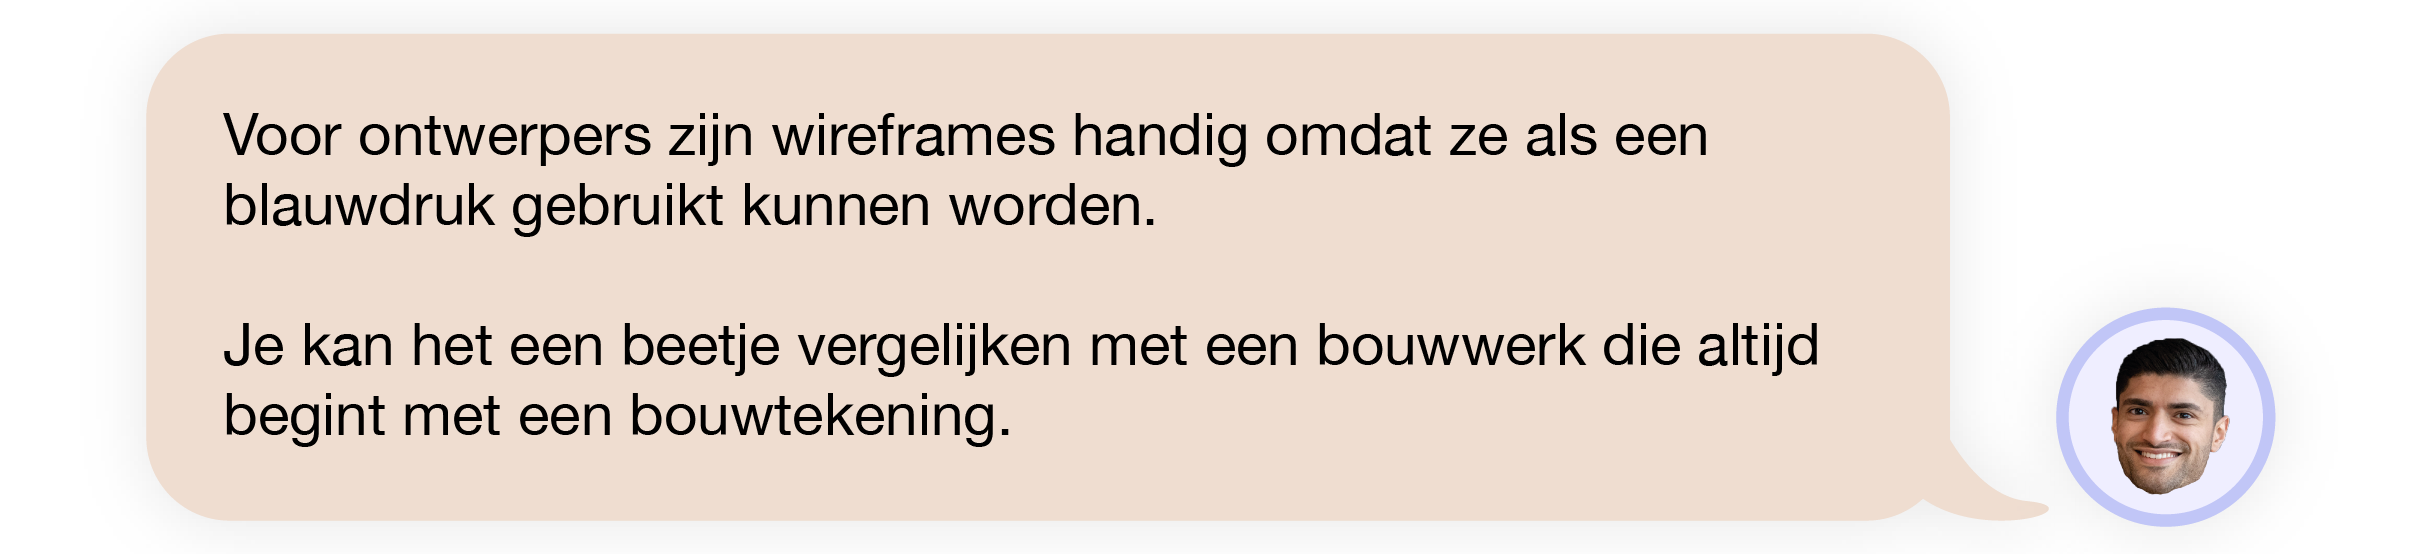 Voor ontwerpers zijn wireframes handig omdat ze als een
blauwdruk gebruikt kunnen worden.
Je kan het een beetje vergelijken met een bouwwerk die altijd
begint met een bouwtekening.